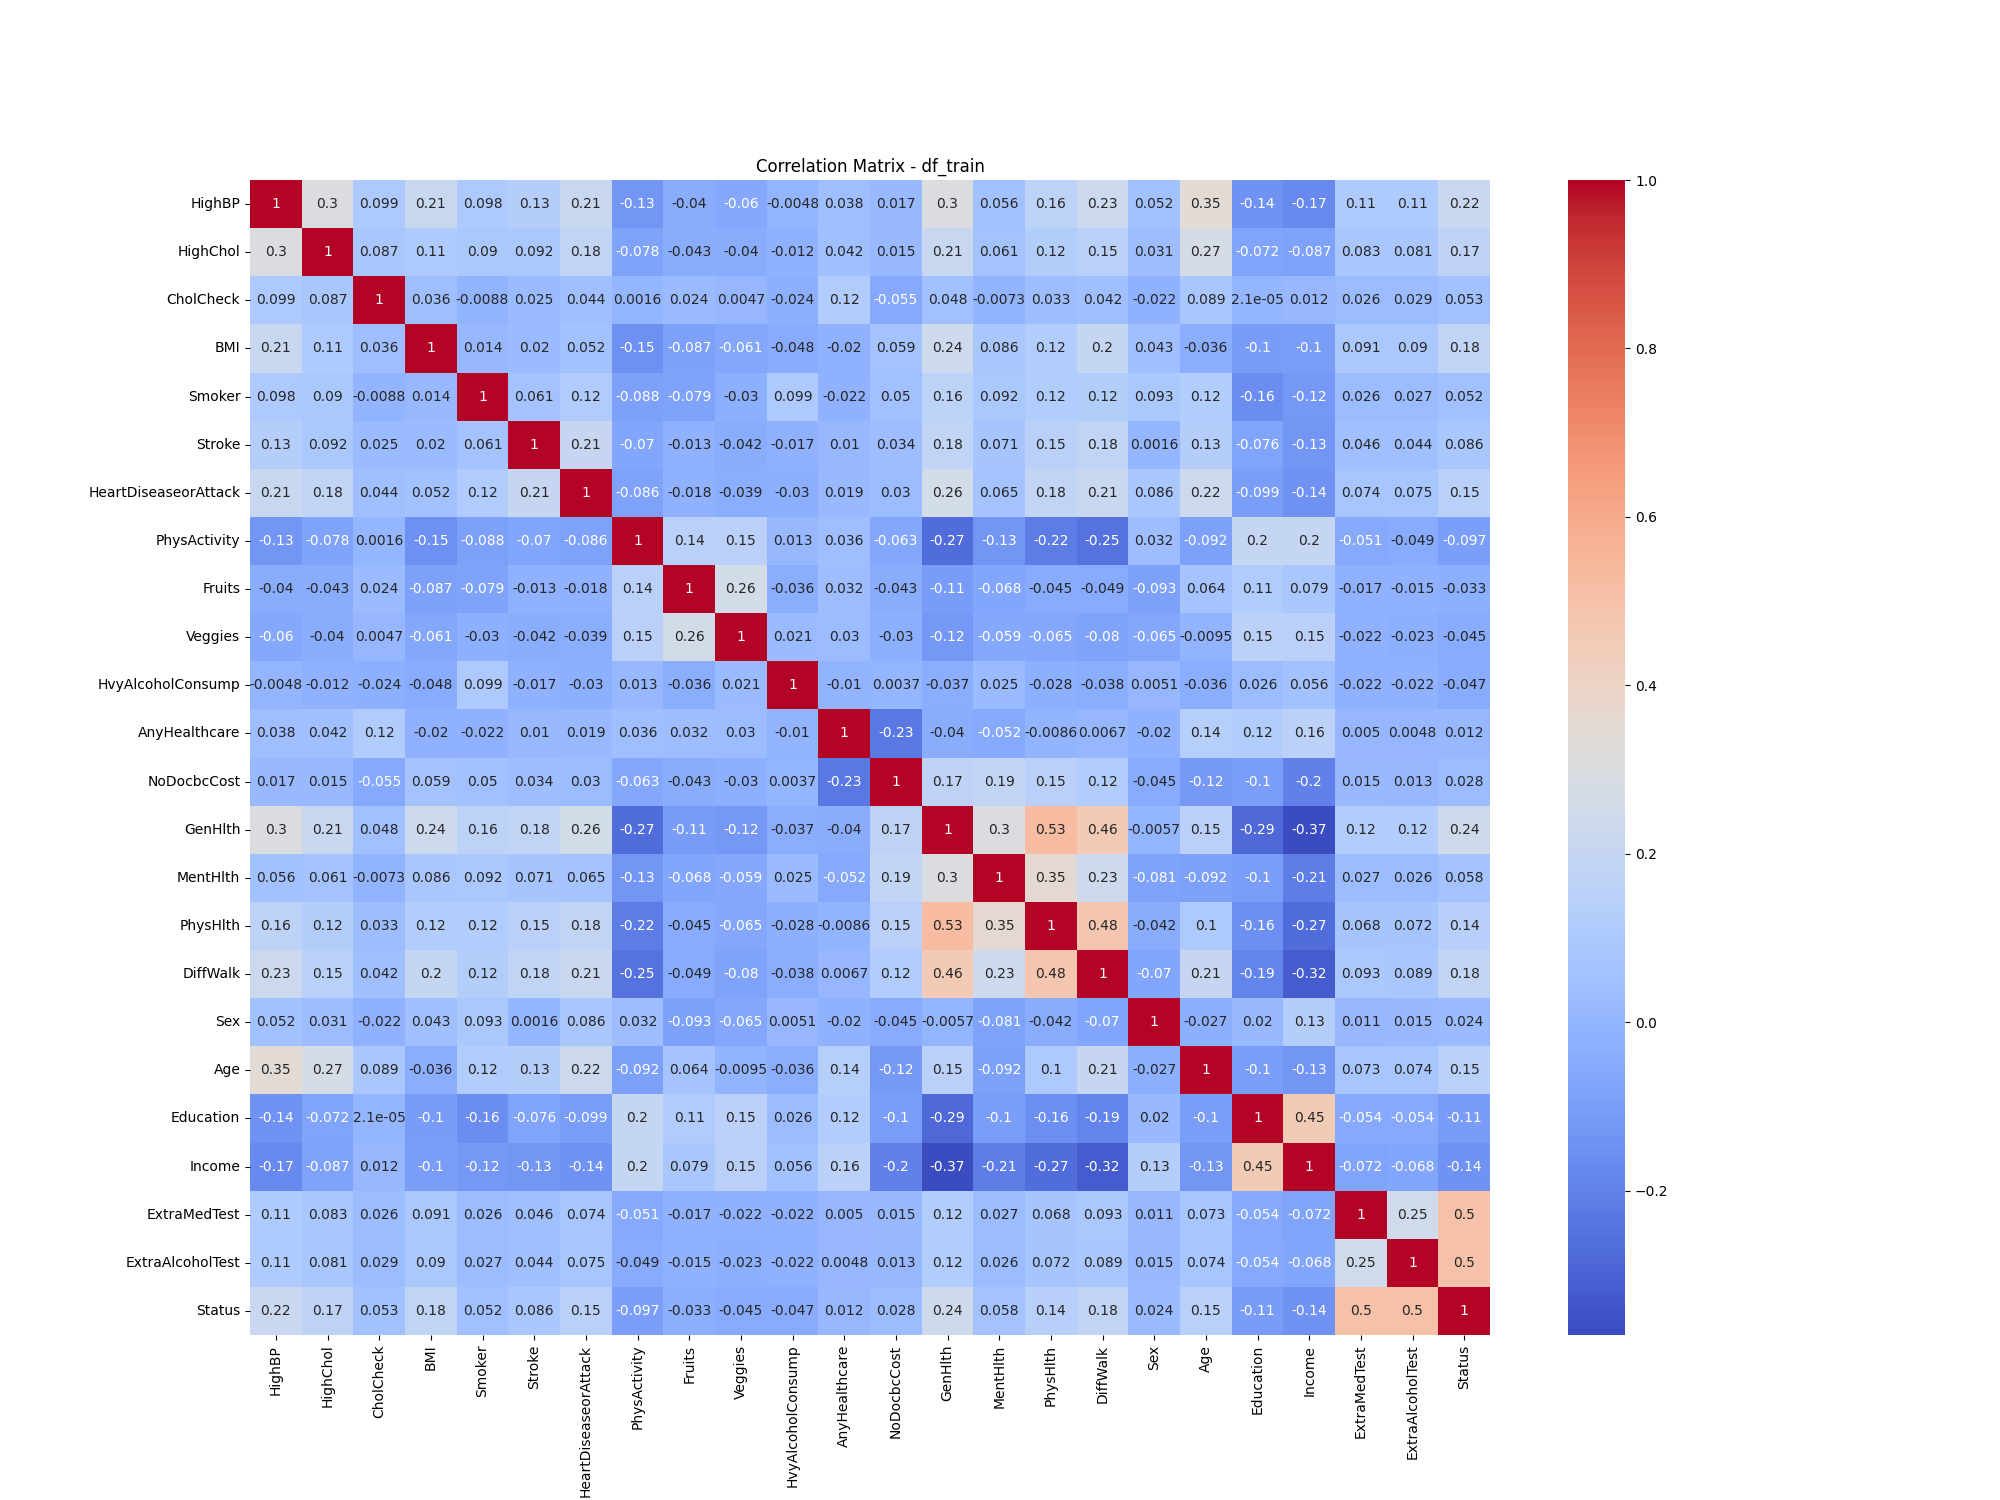 Correlation Matrix - df_train
HighBP 1 0.3 0.099 0.21 0.098 0.13 0.21 -0.13 -0.04 -0.06 -0.0048 0.038 0.017 0.3 0.056 0.16 0.23 0.052 0.35 -0.14 -0.17 0.11 0.11 0.22
HighChol 0.3 1 0.087 0.11 0.09 0.092 0.18 -0.078 -0.043 -0.04 -0.012 0.042 0.015 0.21 0.061 0.12 0.15 0.031 0.27 -0.072 -0.087 0.083 0.081 0.17
CholCheck 0.099 0.087 1 0.036 -0.0088 0.025 0.044 0.0016 0.024 0.0047 -0.024 0.12 -0.055 0.048 -0.0073 0.033 0.042 -0.022 0.089 2.1e-05 0.012 0.026 0.029 0.053
BMI 0.21 0.11 0.036 1 0.014 0.02 0.052 -0.15 -0.087 -0.061 -0.048 -0.02 0.059 0.24 0.086 0.12 0.2 0.043 -0.036 -0.1 -0.1 0.091 0.09 0.18
Smoker 0.098 0.09 -0.0088 0.014 1 0.061 0.12 -0.088 -0.079 -0.03 0.099 -0.022 0.05 0.16 0.092 0.12 0.12 0.093 0.12 -0.16 -0.12 0.026 0.027 0.052
Stroke 0.13 0.092 0.025 0.02 0.061 1 0.21 -0.07 -0.013 -0.042 -0.017 0.01 0.034 0.18 0.071 0.15 0.18 0.0016 0.13 -0.076 -0.13 0.046 0.044 0.086
HeartDiseaseorAttack 0.21 0.18 0.044 0.052 0.12 0.21 1 -0.086 -0.018 -0.039 -0.03 0.019 0.03 0.26 0.065 0.18 0.21 0.086 0.22 -0.099 -0.14 0.074 0.075 0.15
PhysActivity -0.13 -0.078 0.0016 -0.15 -0.088 -0.07 -0.086 1 0.14 0.15 0.013 0.036 -0.063 -0.27 -0.13 -0.22 -0.25 0.032 -0.092 0.2 0.2 -0.051 -0.049 -0.097
Fruits -0.04 -0.043 0.024 -0.087 -0.079 -0.013 -0.018 0.14 1 0.26 -0.036 0.032 -0.043 -0.11 -0.068 -0.045 -0.049 -0.093 0.064 0.11 0.079 -0.017 -0.015 -0.033
Veggies -0.06 -0.04 0.0047 -0.061 -0.03 -0.042 -0.039 0.15 0.26 1 0.021 0.03 -0.03 -0.12 -0.059 -0.065 -0.08 -0.065 -0.0095 0.15 0.15 -0.022 -0.023 -0.045
HvyAlcoholConsump -0.0048 -0.012 -0.024 -0.048 0.099 -0.017 -0.03 0.013 -0.036 0.021 1 -0.01 0.0037 -0.037 0.025 -0.028 -0.038 0.0051 -0.036 0.026 0.056 -0.022 -0.022 -0.047
AnyHealthcare 0.038 0.042 0.12 -0.02 -0.022 0.01 0.019 0.036 0.032 0.03 -0.01 1 -0.23 -0.04 -0.052 -0.0086 0.0067 -0.02 0.14 0.12 0.16 0.005 0.0048 0.012
NoDocbcCost 0.017 0.015 -0.055 0.059 0.05 0.034 0.03 -0.063 -0.043 -0.03 0.0037 -0.23 1 0.17 0.19 0.15 0.12 -0.045 -0.12 -0.1 -0.2 0.015 0.013 0.028
GenHlth 0.3 0.21 0.048 0.24 0.16 0.18 0.26 -0.27 -0.11 -0.12 -0.037 -0.04 0.17 1 0.3 0.53 0.46 -0.0057 0.15 -0.29 -0.37 0.12 0.12 0.24
MentHlth 0.056 0.061 -0.0073 0.086 0.092 0.071 0.065 -0.13 -0.068 -0.059 0.025 -0.052 0.19 0.3 1 0.35 0.23 -0.081 -0.092 -0.1 -0.21 0.027 0.026 0.058
PhysHlth 0.16 0.12 0.033 0.12 0.12 0.15 0.18 -0.22 -0.045 -0.065 -0.028 -0.0086 0.15 0.53 0.35 1 0.48 -0.042 0.1 -0.16 -0.27 0.068 0.072 0.14
DiffWalk 0.23 0.15 0.042 0.2 0.12 0.18 0.21 -0.25 -0.049 -0.08 -0.038 0.0067 0.12 0.46 0.23 0.48 1 -0.07 0.21 -0.19 -0.32 0.093 0.089 0.18
Sex 0.052 0.031 -0.022 0.043 0.093 0.0016 0.086 0.032 -0.093 -0.065 0.0051 -0.02 -0.045 -0.0057 -0.081 -0.042 -0.07 1 -0.027 0.02 0.13 0.011 0.015 0.024
Age 0.35 0.27 0.089 -0.036 0.12 0.13 0.22 -0.092 0.064 -0.0095 -0.036 0.14 -0.12 0.15 -0.092 0.1 0.21 -0.027 1 -0.1 -0.13 0.073 0.074 0.15
Education -0.14 -0.072 2.1e-05 -0.1 -0.16 -0.076 -0.099 0.2 0.11 0.15 0.026 0.12 -0.1 -0.29 -0.1 -0.16 -0.19 0.02 -0.1 1 0.45 -0.054 -0.054 -0.11
Income -0.17 -0.087 0.012 -0.1 -0.12 -0.13 -0.14 0.2 0.079 0.15 0.056 0.16 -0.2 -0.37 -0.21 -0.27 -0.32 0.13 -0.13 0.45 1 -0.072 -0.068 -0.14
ExtraMedTest 0.11 0.083 0.026 0.091 0.026 0.046 0.074 -0.051 -0.017 -0.022 -0.022 0.005 0.015 0.12 0.027 0.068 0.093 0.011 0.073 -0.054 -0.072 1 0.25 0.5
ExtraAlcoholTest 0.11 0.081 0.029 0.09 0.027 0.044 0.075 -0.049 -0.015 -0.023 -0.022 0.0048 0.013 0.12 0.026 0.072 0.089 0.015 0.074 -0.054 -0.068 0.25 1 0.5
Status 0.22 0.17 0.053 0.18 0.052 0.086 0.15 -0.097 -0.033 -0.045 -0.047 0.012 0.028 0.24 0.058 0.14 0.18 0.024 0.15 -0.11 -0.14 0.5 0.5 1
HighBP
HighChol
CholCheck
BMI
Smoker
Stroke
HeartDiseaseorAttack
PhysActivity
Fruits
Veggies
HvyAlcoholConsump
AnyHealthcare
NoDocbcCost
GenHlth
MentHlth
PhysHlth
DiffWalk
Sex
Age
Education
Income
ExtraMedTest
ExtraAlcoholTest
Status
1.0
0.8
0.6
0.4
0.2
0.0
−0.2